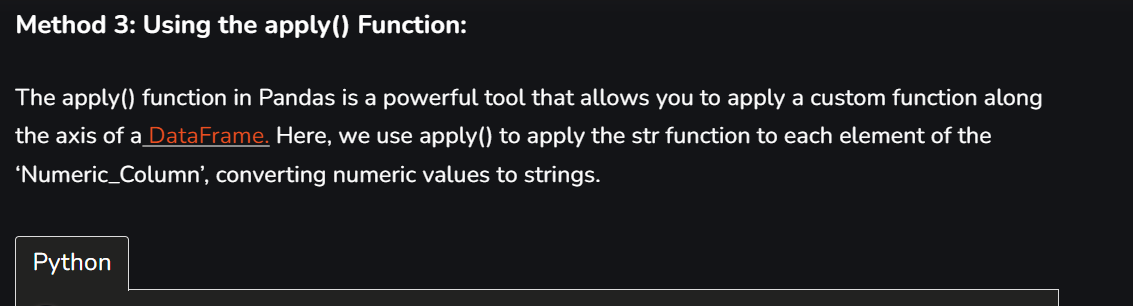 Method 3: Using the apply() Function:
The apply() function in Pandas is a powerful tool that allows you to apply a custom function along
the axis of a DataFrame. Here, we use apply() to apply the str function to each element of the
‘Numeric_Column’, converting numeric values to strings.
Python